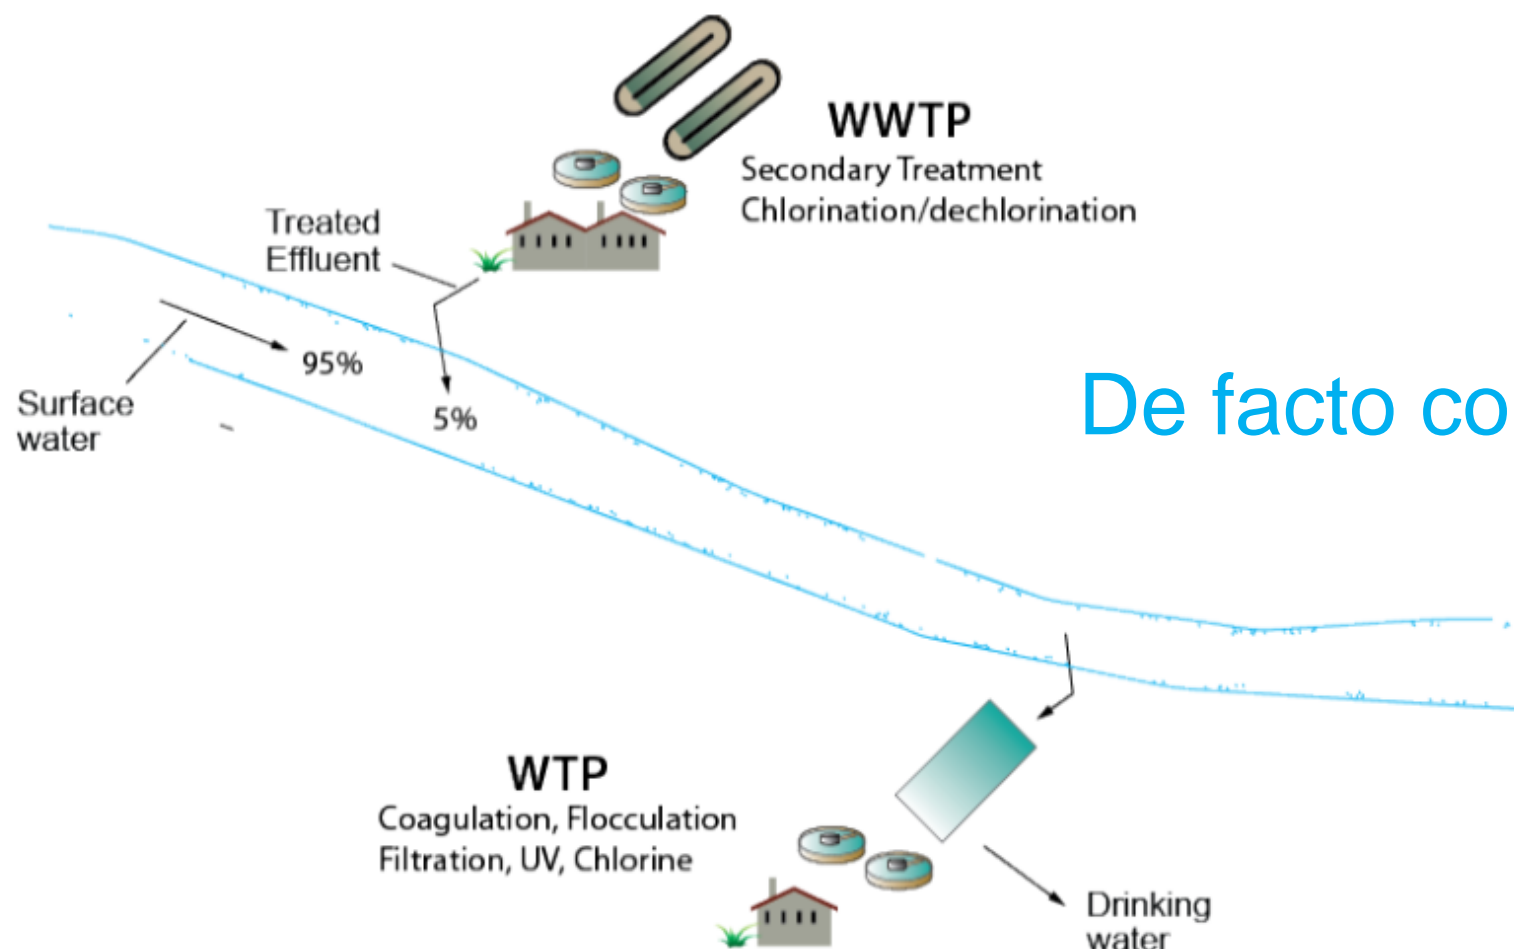 WWTP
Secondary Treatment
Chlorination/dechlorination
Treated
Effluent
95%
5%
Surface
water
De facto co
WTP
Coagulation, Flocculation
Filtration, UV, Chlorine
Drinking
water